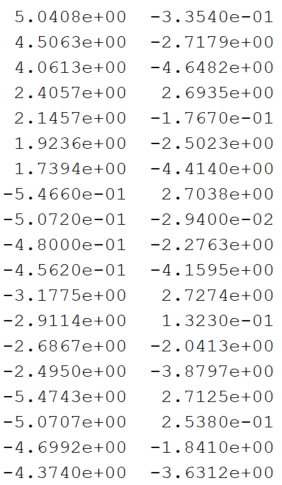 5.0408e+00 -3.3540e-01
4.5063e+00 -2.7179e+00
4.0613e+00 -4.6482e+00
2.4057e+00 2.6935e+00
2.1457e+00 -1.7670e-01
1.9236e+00 -2.5023e+00
1.7394e+00 -4.4140e+00
-5.4660e-01 2.7038e+00
-5.0720e-01 -2.9400e-02
-4.8000e-01 -2.2763e+00
-4.5620e-01 -4.1595e+00
-3.1775e+00 2.7274e+00
-2.9114e+00 1.3230e-01
-2.6867e+00 -2.0413e+00
-2.4950e+00 -3.8797e+00
-5.4743e+00 2.7125e+00
-5.0707e+00 2.5380e-01
-4.6992e+00 -1.8410e+00
-4.3740e+00 -3.6312e+00